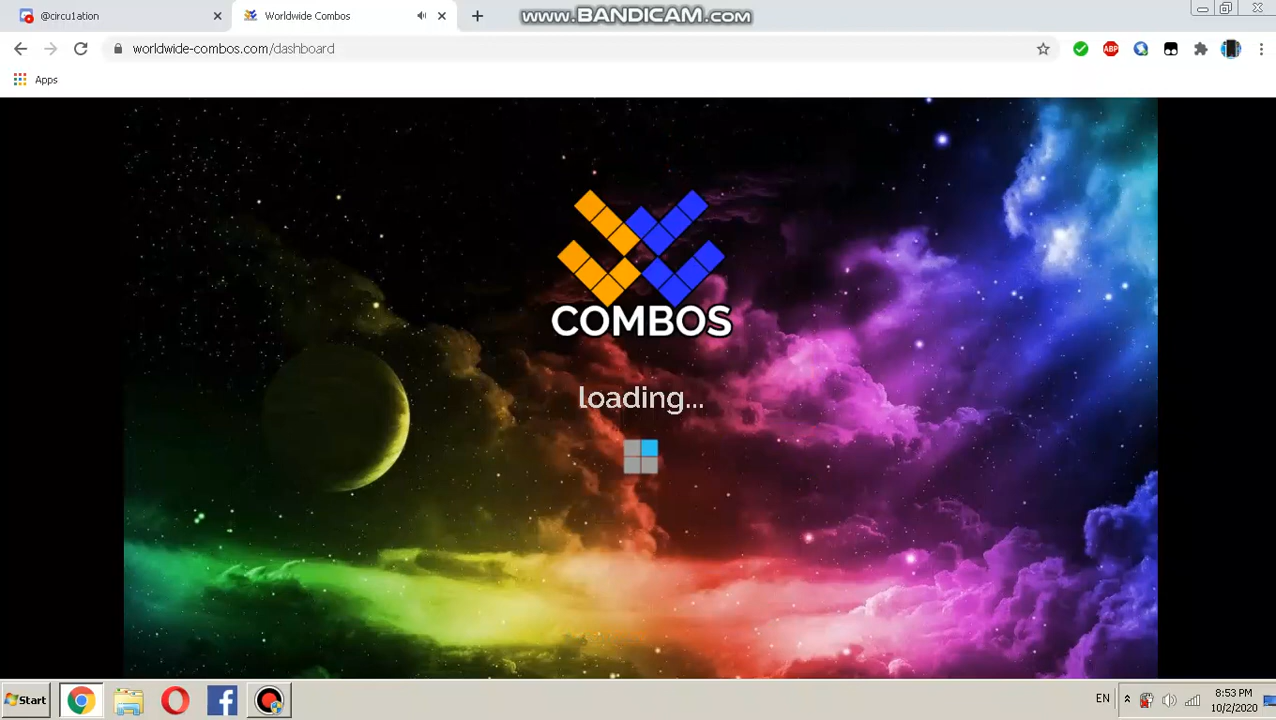 @circu1ation
Worldwide Combos
www.BANDICAM.com
worldwide-combos.com/dashboard
ABP
Apps
COMBOS
loading...
Start
EN
8:53 PM
10/2/2020